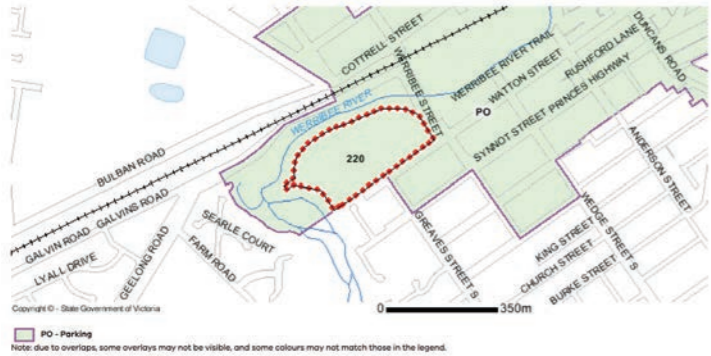 COTTRELL STREET
WERRIBEE STREET
WERRIBEE RIVER TRAIL
WATTON STREET
RUSHFORD LANE
DUNCANS ROAD
SYNNOT STREET PRINCES HIGHWAY
PO
WERRIBEE RIVER
220
BULBAN ROAD
GALVIN ROAD GALVINS ROAD
LYALL DRIVE
GEELONG ROAD
SEARLE COURT
FARM ROAD
GREAVES STREET S
ANDERSON STREET
WEDGE STREET S
KING STREET
CHURCH STREET
BURKE STREET
Copyright © - State Government of Victoria
0 350m
PO - Parking
Note: due to overlaps, some overlays may not be visible, and some colours may not match those in the legend.